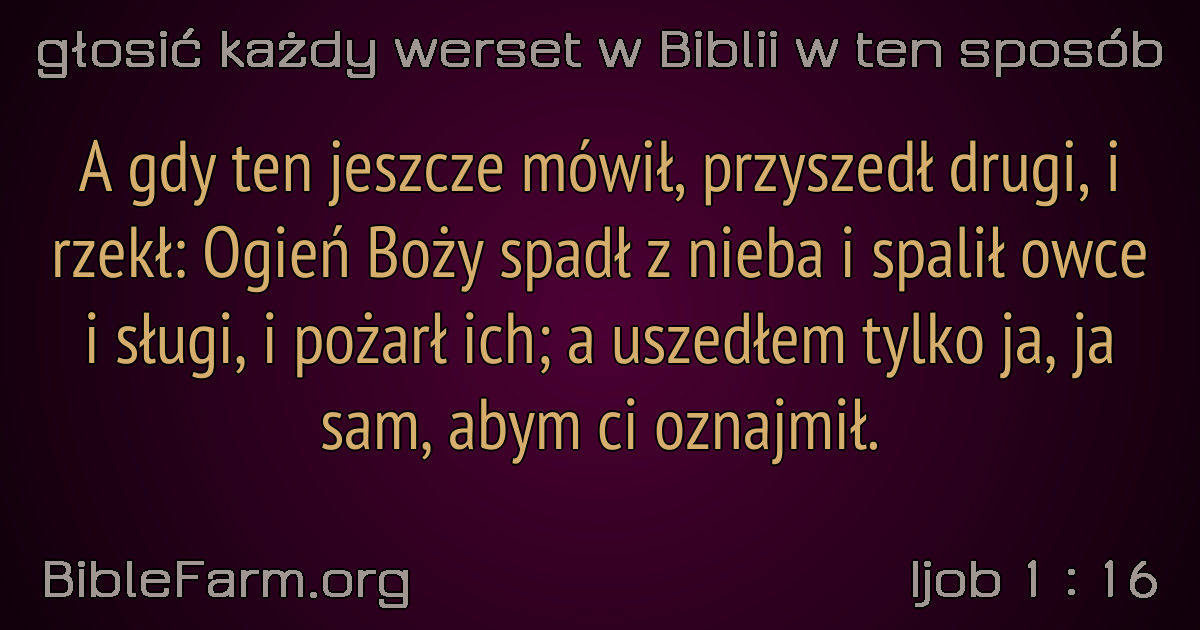 głosić każdy werset w Biblii w ten sposób
A gdy ten jeszcze mówił, przyszedł drugi, i
rzekł: Ogień Boży spadł z nieba i spalił owce
i sługi, i pożarł ich; a uszedłem tylko ja, ja
sam, abym ci oznajmił.
BibleFarm.org
Ijob 1 : 16